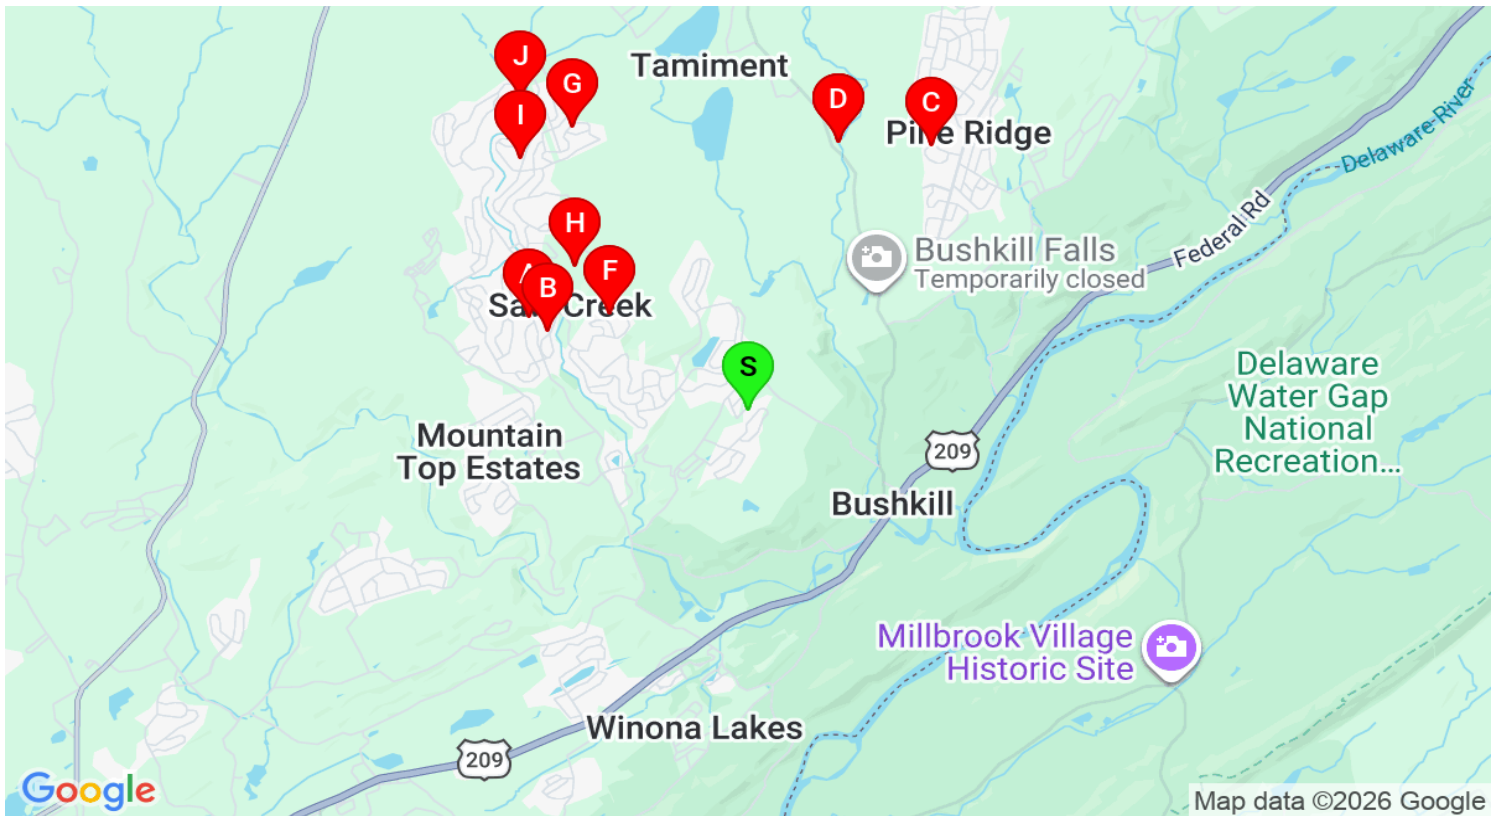 J
G
Tamiment
I
D
C
Pine Ridge
Delaware River
H
Federal Rd
F
Bushkill Falls
Temporarily closed
A
B
Saw Creek
S
Delaware
Water Gap
National
Recreation...
Mountain
Top Estates
209
Bushkill
Millbrook Village
Historic Site
Winona Lakes
209
Google
Map data ©2026 Google